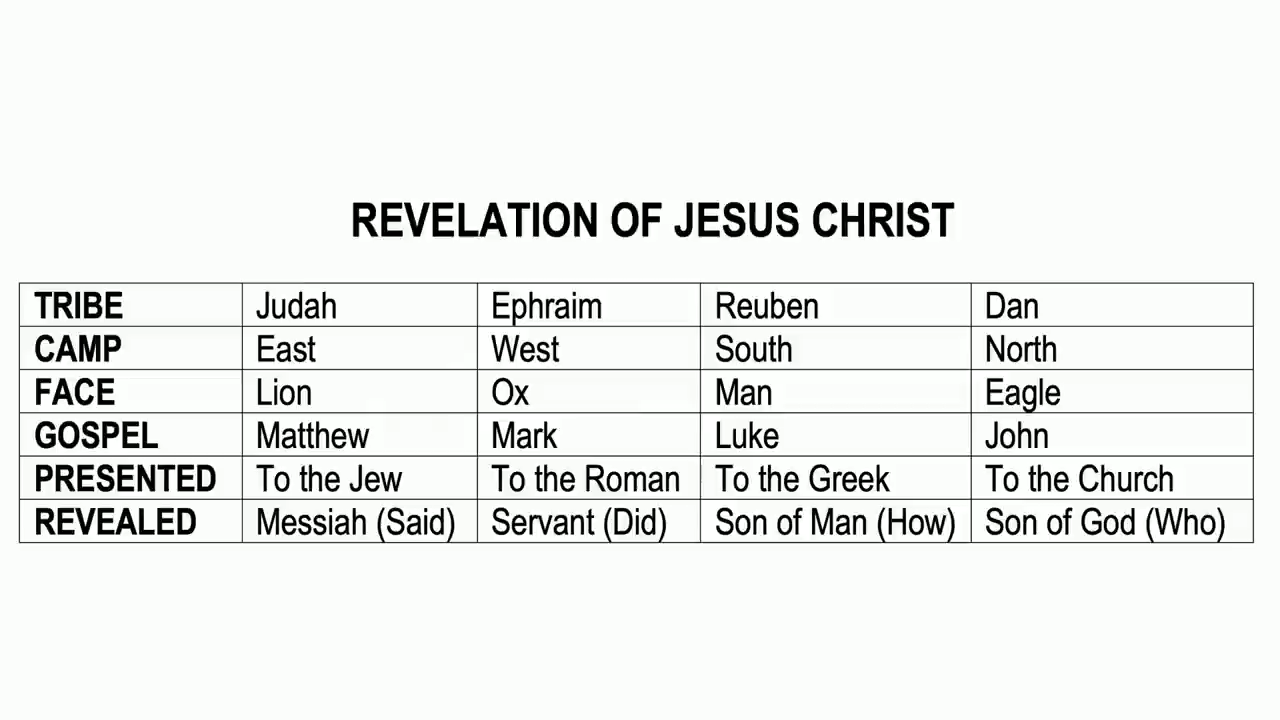 REVELATION OF JESUS CHRIST
TRIBE Judah Ephraim Reuben Dan
CAMP East West South North
FACE Lion Ox Man Eagle
GOSPEL Matthew Mark Luke John
PRESENTED To the Jew To the Roman To the Greek To the Church
REVEALED Messiah (Said) Servant (Did) Son of Man (How) Son of God (Who)